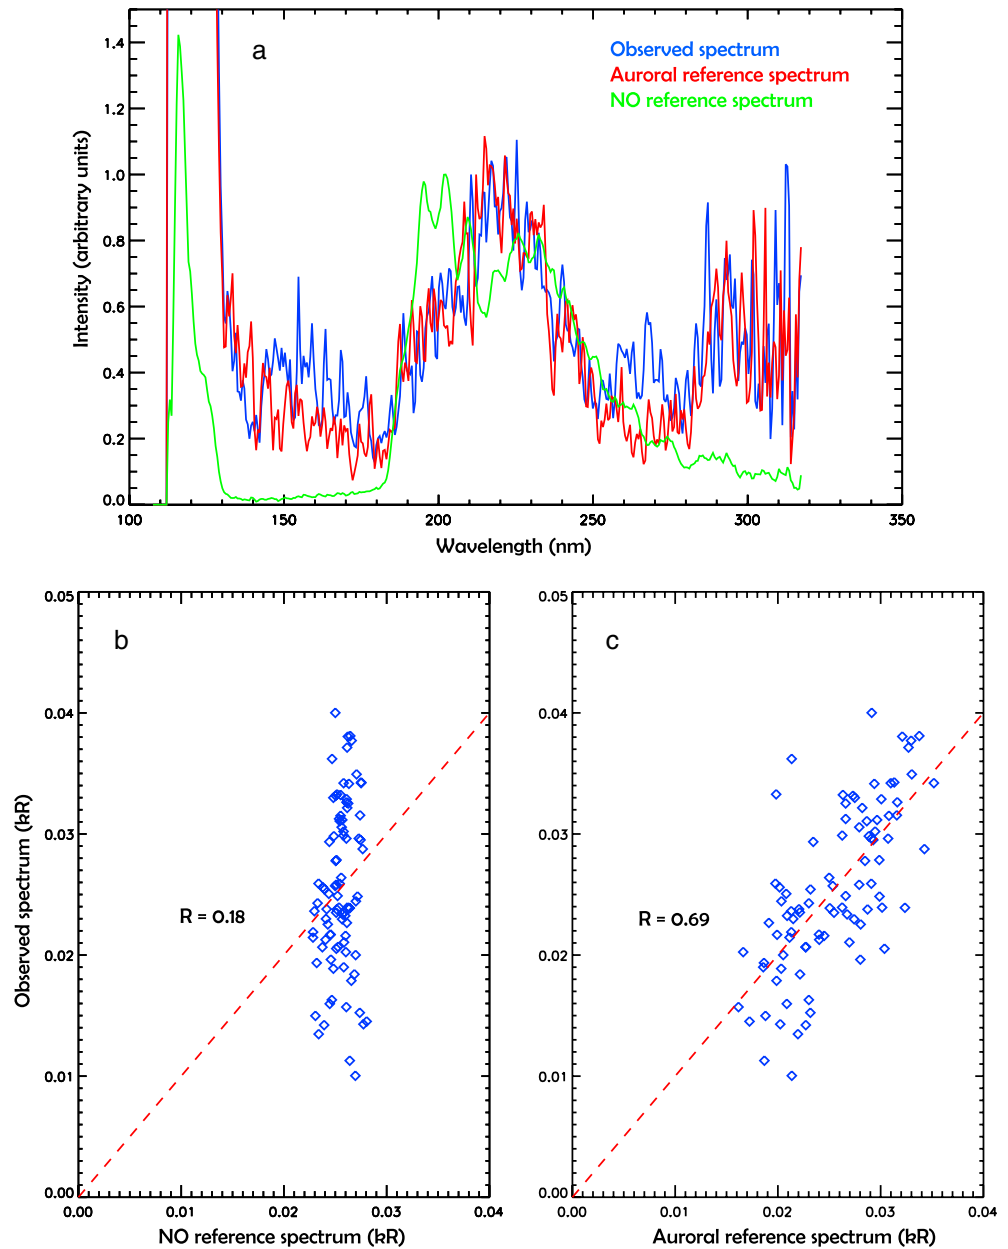 a
Observed spectrum
Auroral reference spectrum
NO reference spectrum
Intensity (arbitrary units)
1.4
1.2
1.0
0.8
0.6
0.4
0.2
0.0
100 150 200 250 300 350
Wavelength (nm)
b
Observed spectrum (kR)
0.05
0.04
0.03
0.02
0.01
0.00
R = 0.18
0.00 0.01 0.02 0.03 0.04
NO reference spectrum (kR)
c
0.05
0.04
0.03
0.02
0.01
0.00
R = 0.69
0.00 0.01 0.02 0.03 0.04
Auroral reference spectrum (kR)